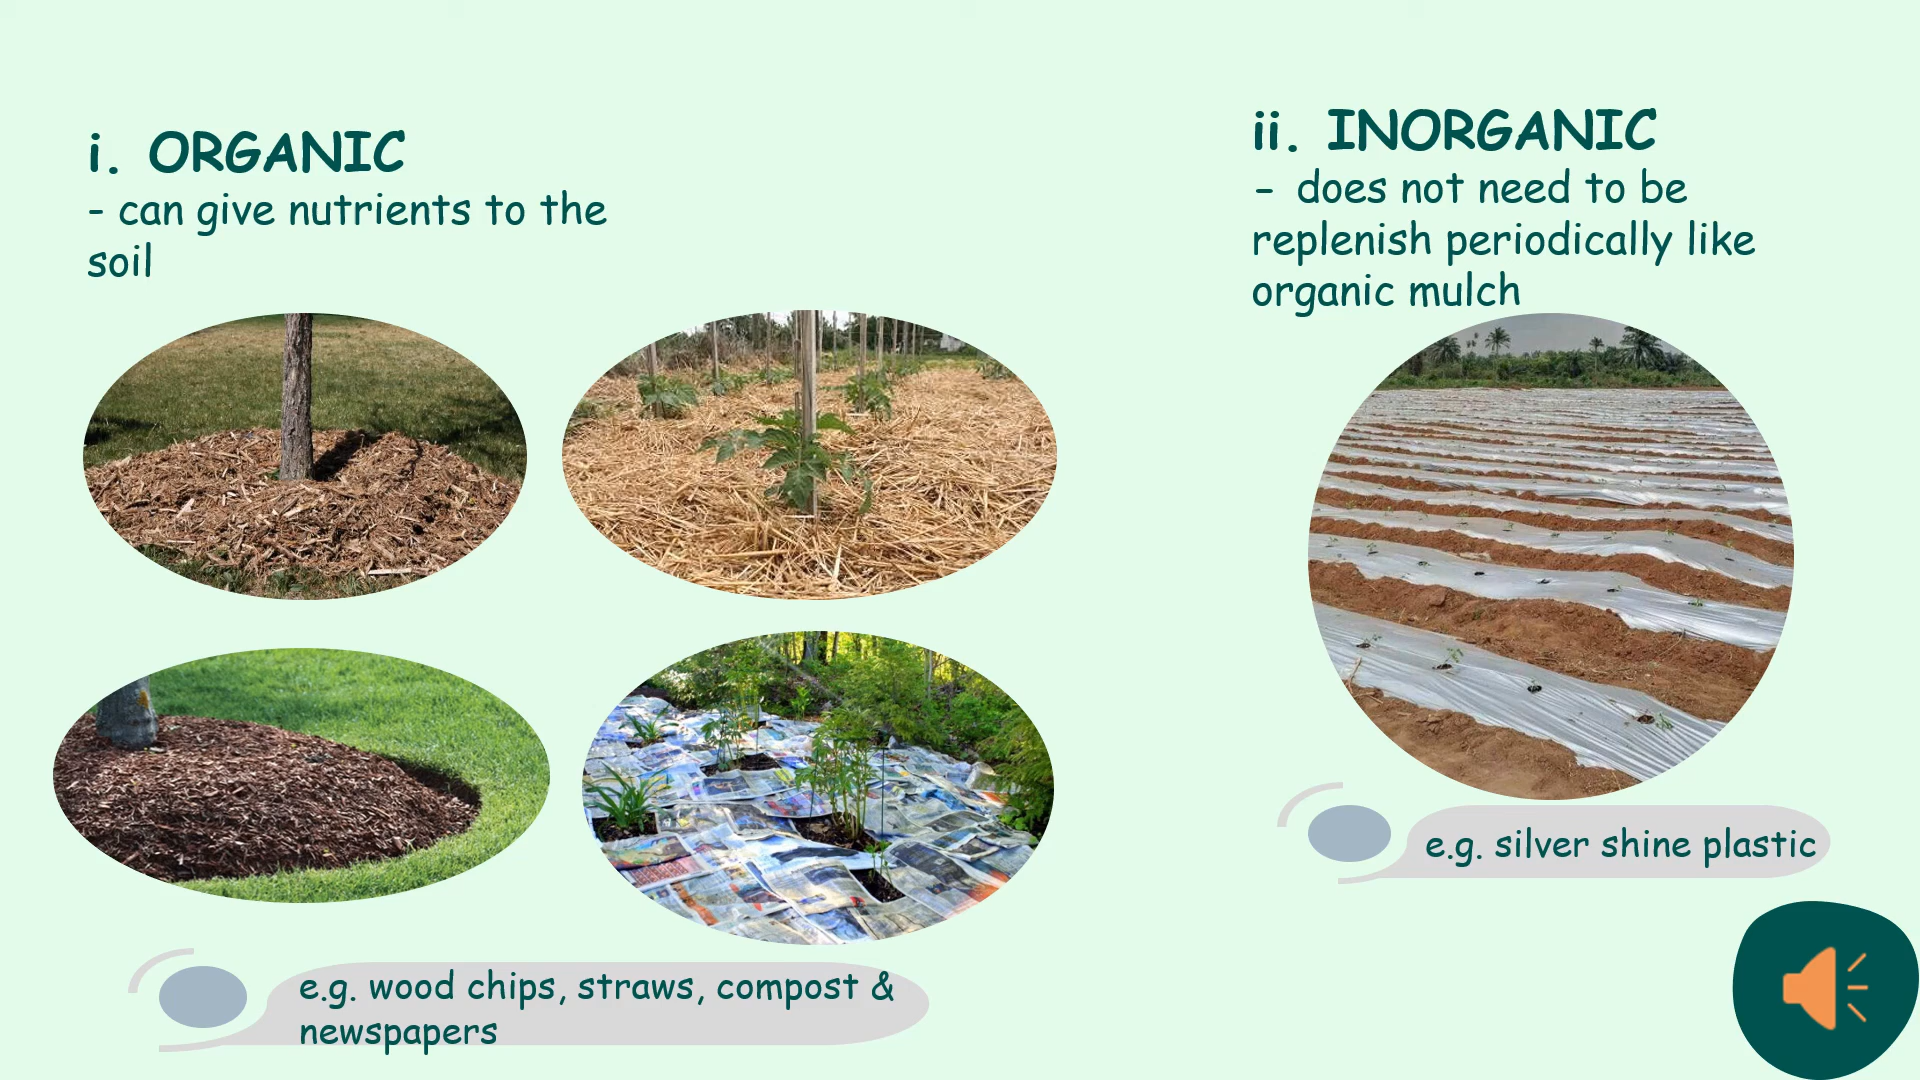 i. ORGANIC
- can give nutrients to the
soil
e.g. wood chips, straws, compost &
newspapers
ii. INORGANIC
- does not need to be
replenish periodically like
organic mulch
e.g. silver shine plastic